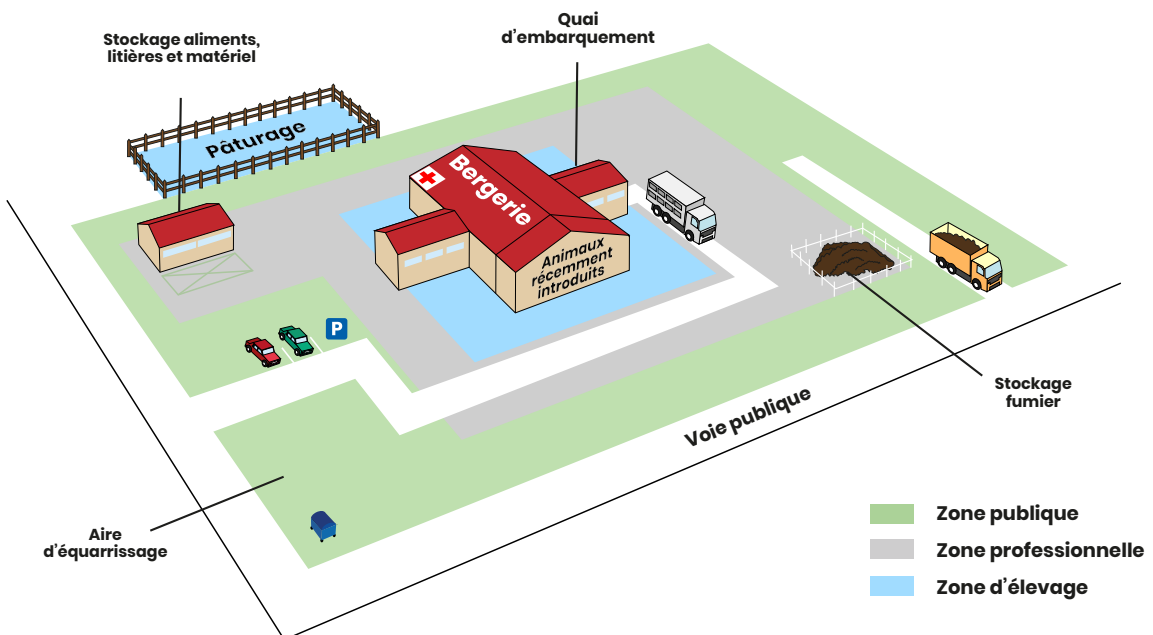 Quai
d'embarquement
Stockage aliments,
litières et matériel
Pâturage
Bergerie
Animaux
récemment
introduits
P
Stockage
fumier
Voie publique
Aire
d'équarrissage
Zone publique
Zone professionnelle
Zone d'élevage